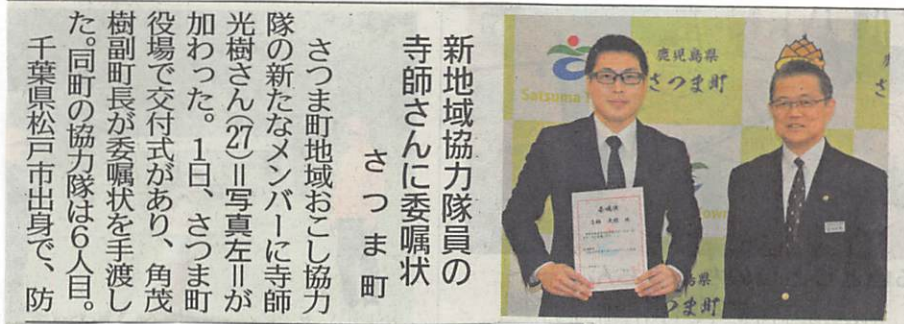 新地域協力隊員の
寺師さんに委嘱状
さつま町
さつま町地域おこし協力
隊の新たなメンバーに寺師
光樹さん(27)=写真左=が
加わった。1日、さつま町
役場で交付式があり、角茂
樹副町長が委嘱状を手渡し
た。同町の協力隊は6人目。
千葉県松戸市出身で、防
鹿児島県
さつま町
Satsuma
委嘱状